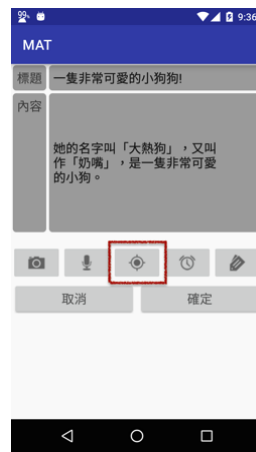 99+ 9:36
MAT
標題 一隻非常可愛的小狗狗!
內容
她的名字叫「大熱狗」，又叫
作「奶嘴」，是一隻非常可愛
的小狗。
取消 確定